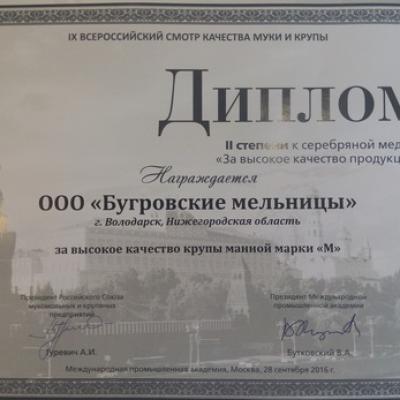 IX ВСЕРОССИЙСКИЙ СМОТР КАЧЕСТВА МУКИ И КРУПЫ
ДИПЛОМ
II степени к серебряной мед
«За высокое качество продукц
Награждается
ООО «Бугровские мельницы»
г. Володарск, Нижегородская область
за высокое качество крупы манной марки «М»
Президент Российского Союза
мукомольных и крупяных
предприятий
Гуревич А.И.
Президент Международной
промышленной академии
Бутковский В.А.
Международная промышленная академия, Москва, 28 сентября 2016 г.